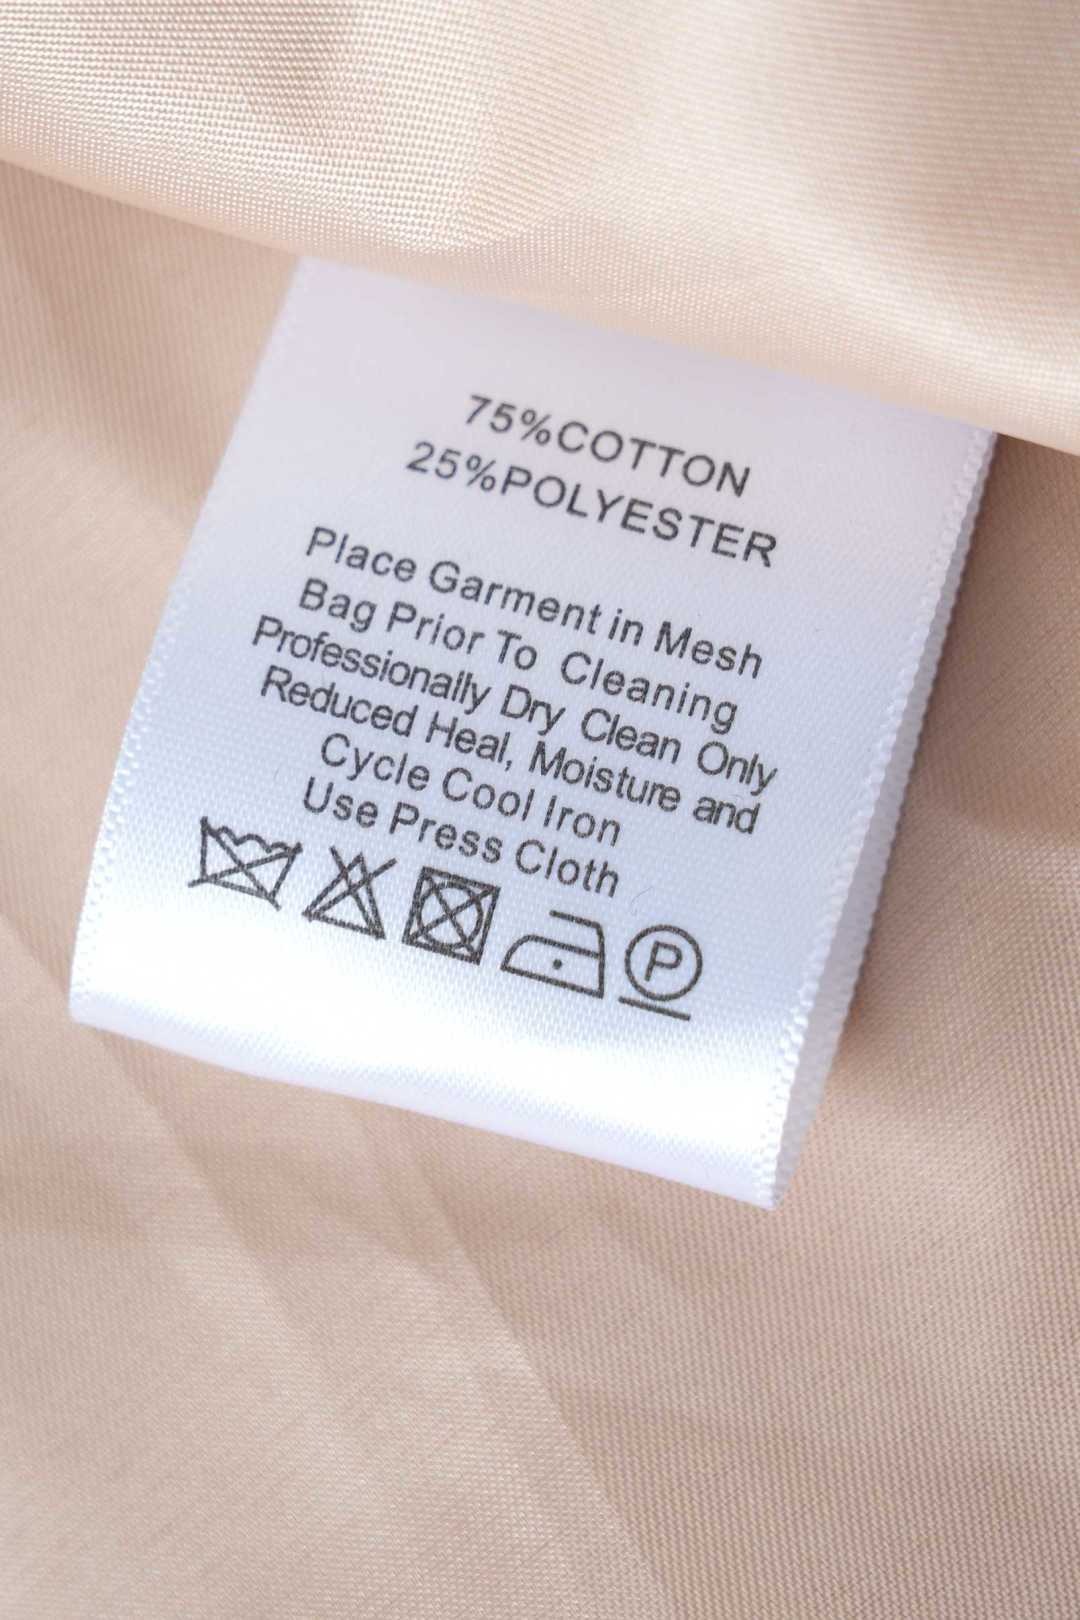 75%COTTON
25%POLYESTER
Place Garment in Mesh
Bag Prior To Cleaning
Professionally Dry Clean Only
Reduced Heal, Moisture and
Cycle Cool Iron
Use Press Cloth
P